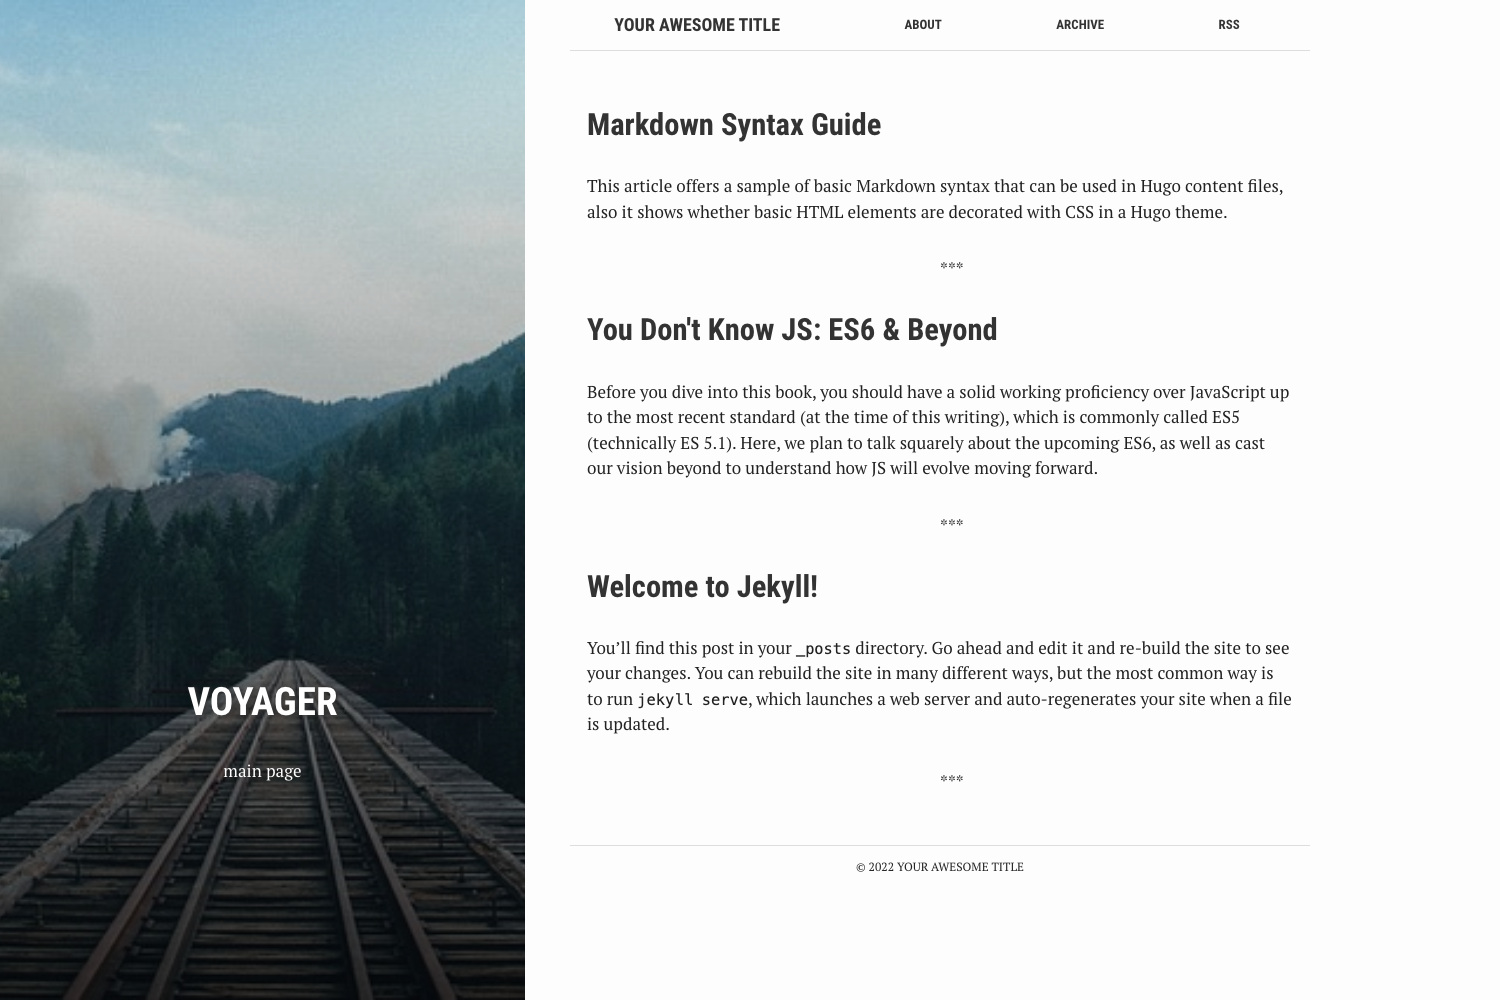 YOUR AWESOME TITLE
ABOUT
ARCHIVE
RSS
Markdown Syntax Guide
This article offers a sample of basic Markdown syntax that can be used in Hugo content files,
also it shows whether basic HTML elements are decorated with CSS in a Hugo theme.
***
You Don't Know JS: ES6 & Beyond
Before you dive into this book, you should have a solid working proficiency over JavaScript up
to the most recent standard (at the time of this writing), which is commonly called ES5
(technically ES 5.1). Here, we plan to talk squarely about the upcoming ES6, as well as cast
our vision beyond to understand how JS will evolve moving forward.
***
Welcome to Jekyll!
You’ll find this post in your _posts directory. Go ahead and edit it and re-build the site to see
your changes. You can rebuild the site in many different ways, but the most common way is
to run jekyll serve, which launches a web server and auto-regenerates your site when a file
is updated.
***
© 2022 YOUR AWESOME TITLE
VOYAGER
main page